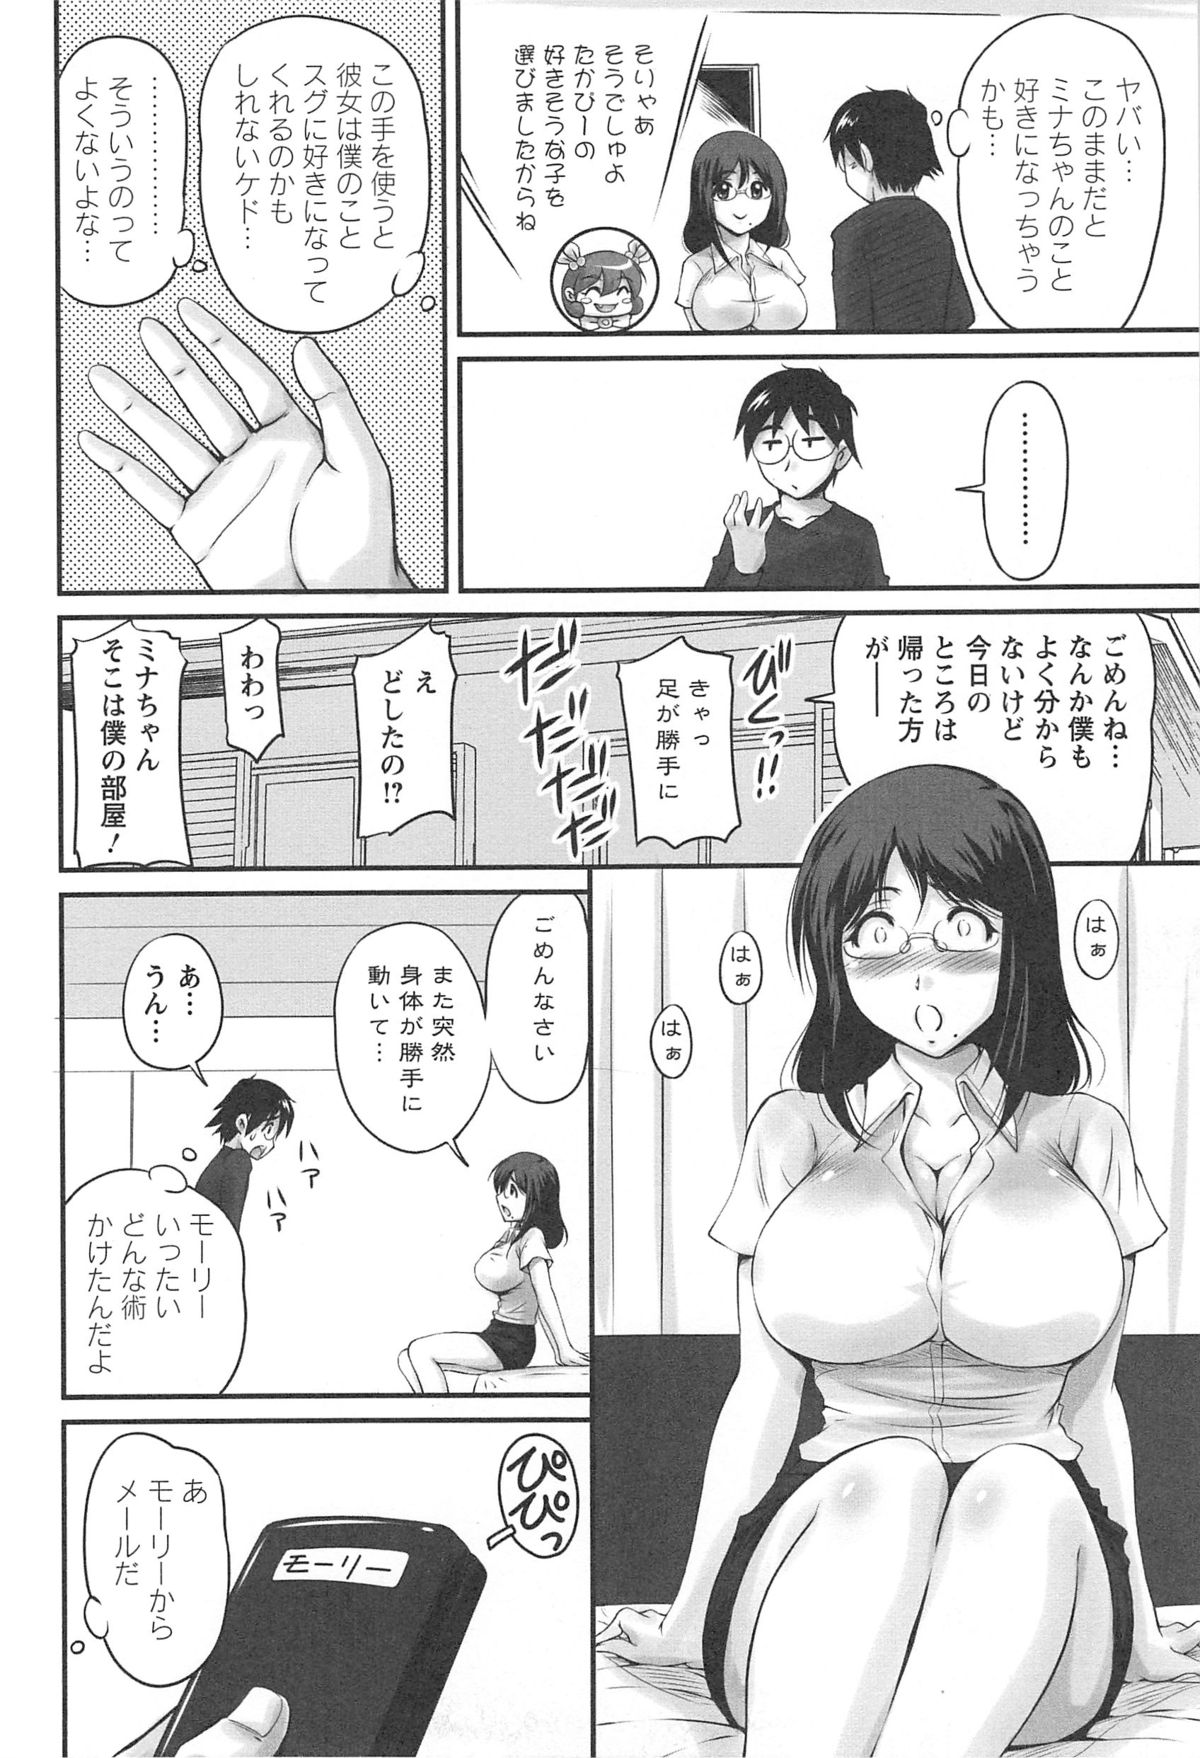 ヤバい…
このままだと
ミナちゃんのこと
好きになっちゃう
かも…
そりゃあ
そうでしゅよ
たかぴーの
好きそうな子を
選びましたからね
…………
この手を使うと
彼女は僕のこと
スグに好きになって
くれるのかも
しれないケド…
…………
そういうのって
よくないよな…
ごめんね…
なんか僕も
よく分から
ないけど
今日の
ところは
帰った方
が――
びくっ!!
きゃっ
足が勝手に
だだだだ
え
どしたの!?
わわっ
ミナちゃん
そこは僕の部屋！
はぁ
はぁ
はぁ
ごめんなさい
また突然
身体が勝手に
動いて…
あ…
うん…
ハァ
ハァ
モーリー
いったい
どんな術
かけたんだよ
ぴぴっ
モーリー
あ
モーリーから
メールだ